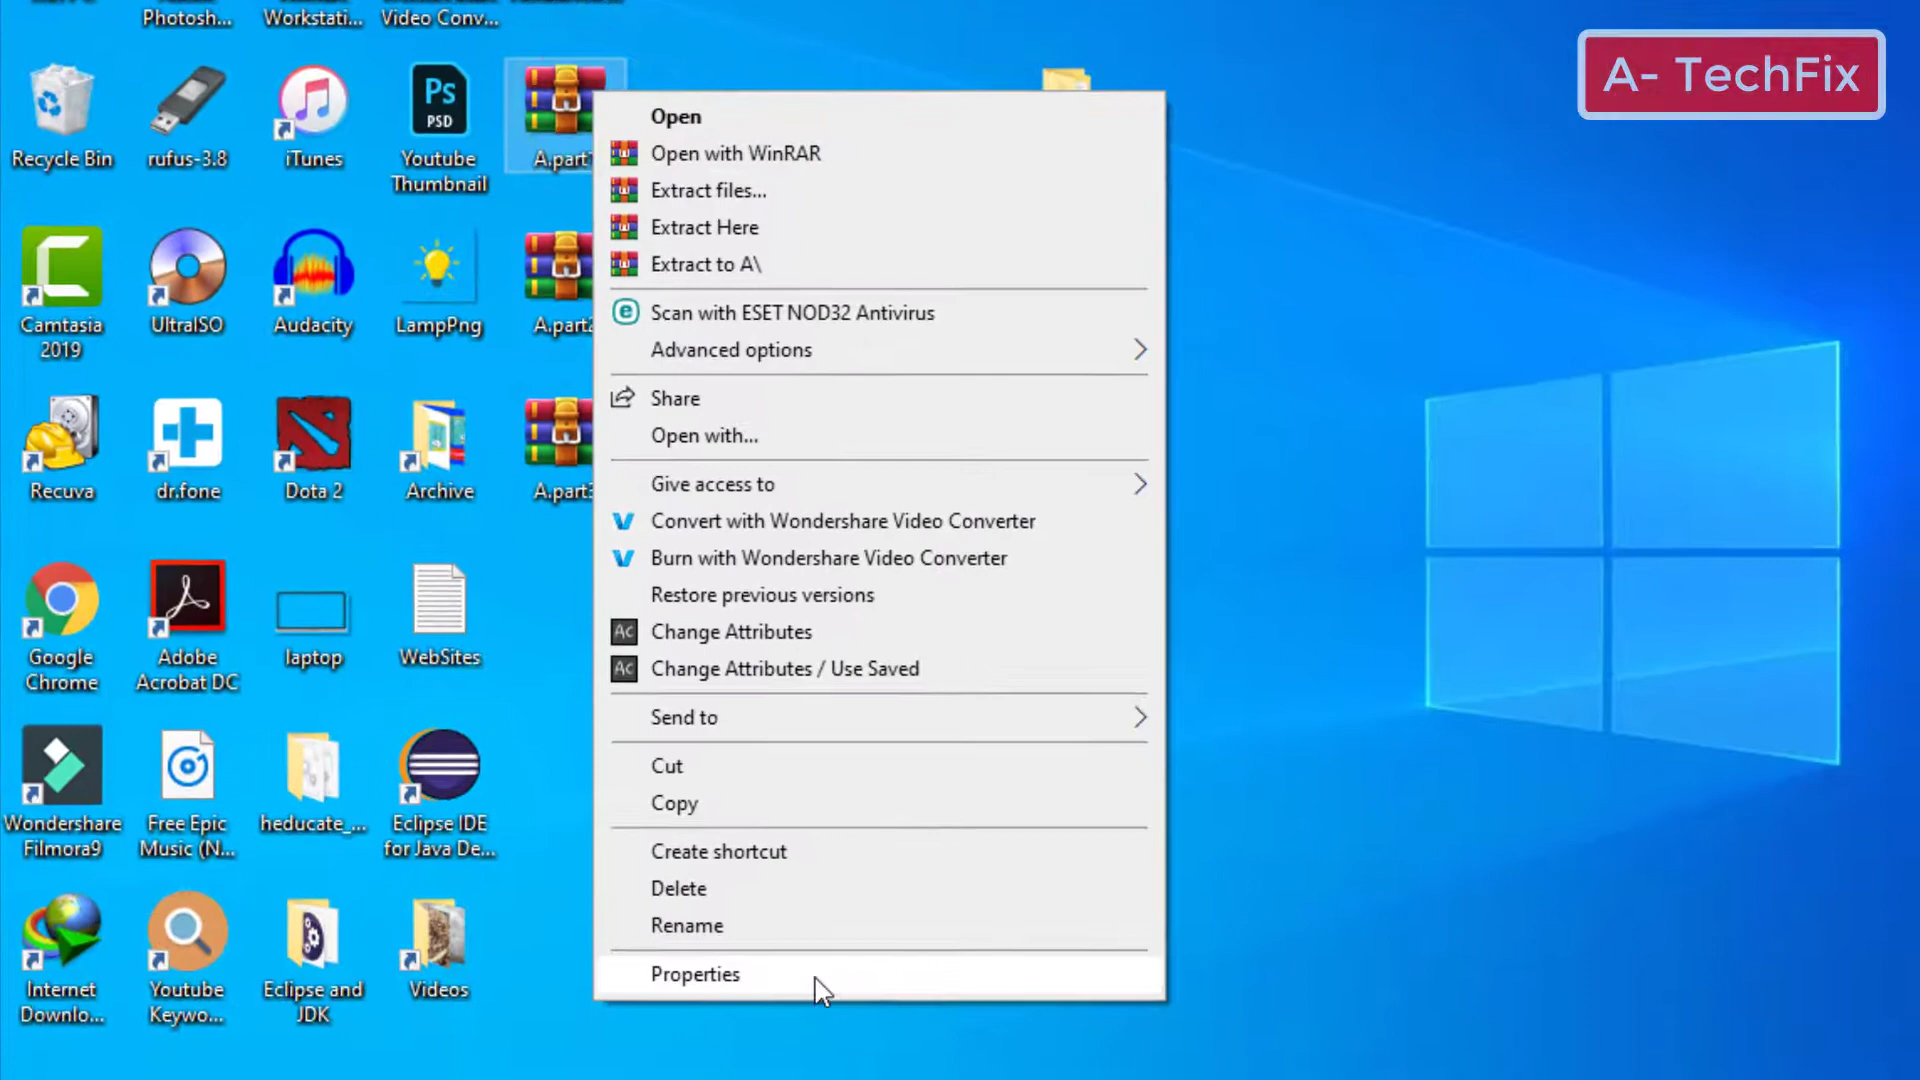 Photosh...
Workstati...
Video Conv...
A- TechFix
Recycle Bin
rufus-3.8
iTunes
Ps
PSD
Youtube
Thumbnail
A.part1
Open
Open with WinRAR
Extract files...
Extract Here
Extract to A\
Camtasia
2019
UltraISO
Audacity
LampPng
A.part2
Scan with ESET NOD32 Antivirus
Advanced options
Share
Open with...
Recuva
dr.fone
Dota 2
Archive
A.part3
Give access to
Convert with Wondershare Video Converter
Burn with Wondershare Video Converter
Restore previous versions
Ac Change Attributes
Ac Change Attributes / Use Saved
Google
Chrome
Adobe
Acrobat DC
laptop
WebSites
Send to
Cut
Copy
Wondershare
Filmora9
Free Epic
Music (N...
heducate_...
Eclipse IDE
for Java De...
Create shortcut
Delete
Rename
Properties
Internet
Downlo...
Youtube
Keywo...
Eclipse and
JDK
Videos